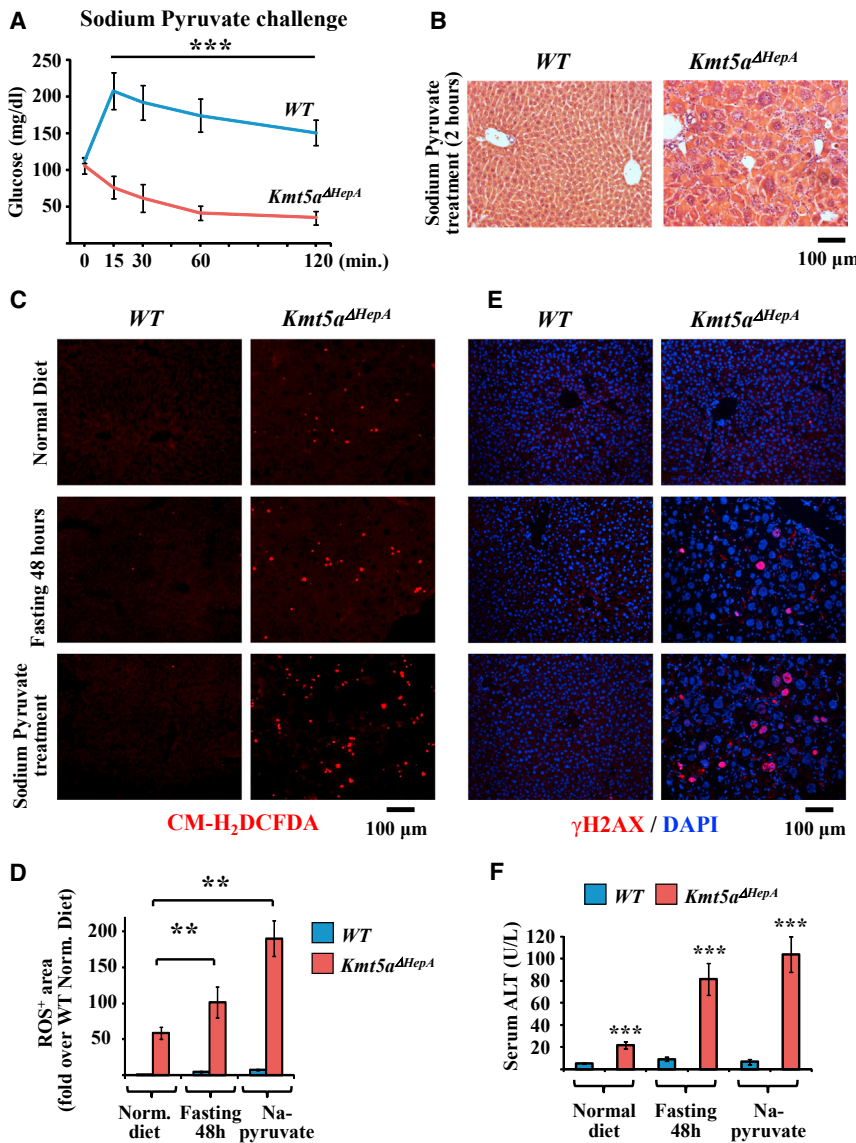 A
Sodium Pyruvate challenge
***
Glucose (mg/dl)
250
200
150
100
50
WT
Kmt5aΔHepA
0 15 30 60 120 (min.)
B
WT Kmt5aΔHepA
Sodium Pyruvate
treatment (2 hours)
100 µm
C
WT Kmt5aΔHepA
Normal Diet
Fasting 48 hours
Sodium Pyruvate
treatment
CM-H₂DCFDA
100 µm
E
WT Kmt5aΔHepA
γH2AX / DAPI
100 µm
D
ROS⁺ area
(fold over WT Norm. Diet)
200
150
100
50
**
**
WT
Kmt5aΔHepA
Norm.
diet
Fasting
48h
Na-
pyruvate
F
WT Kmt5aΔHepA
Serum ALT (U/L)
120
100
80
60
40
20
***
***
***
Normal
diet
Fasting
48h
Na-
pyruvate